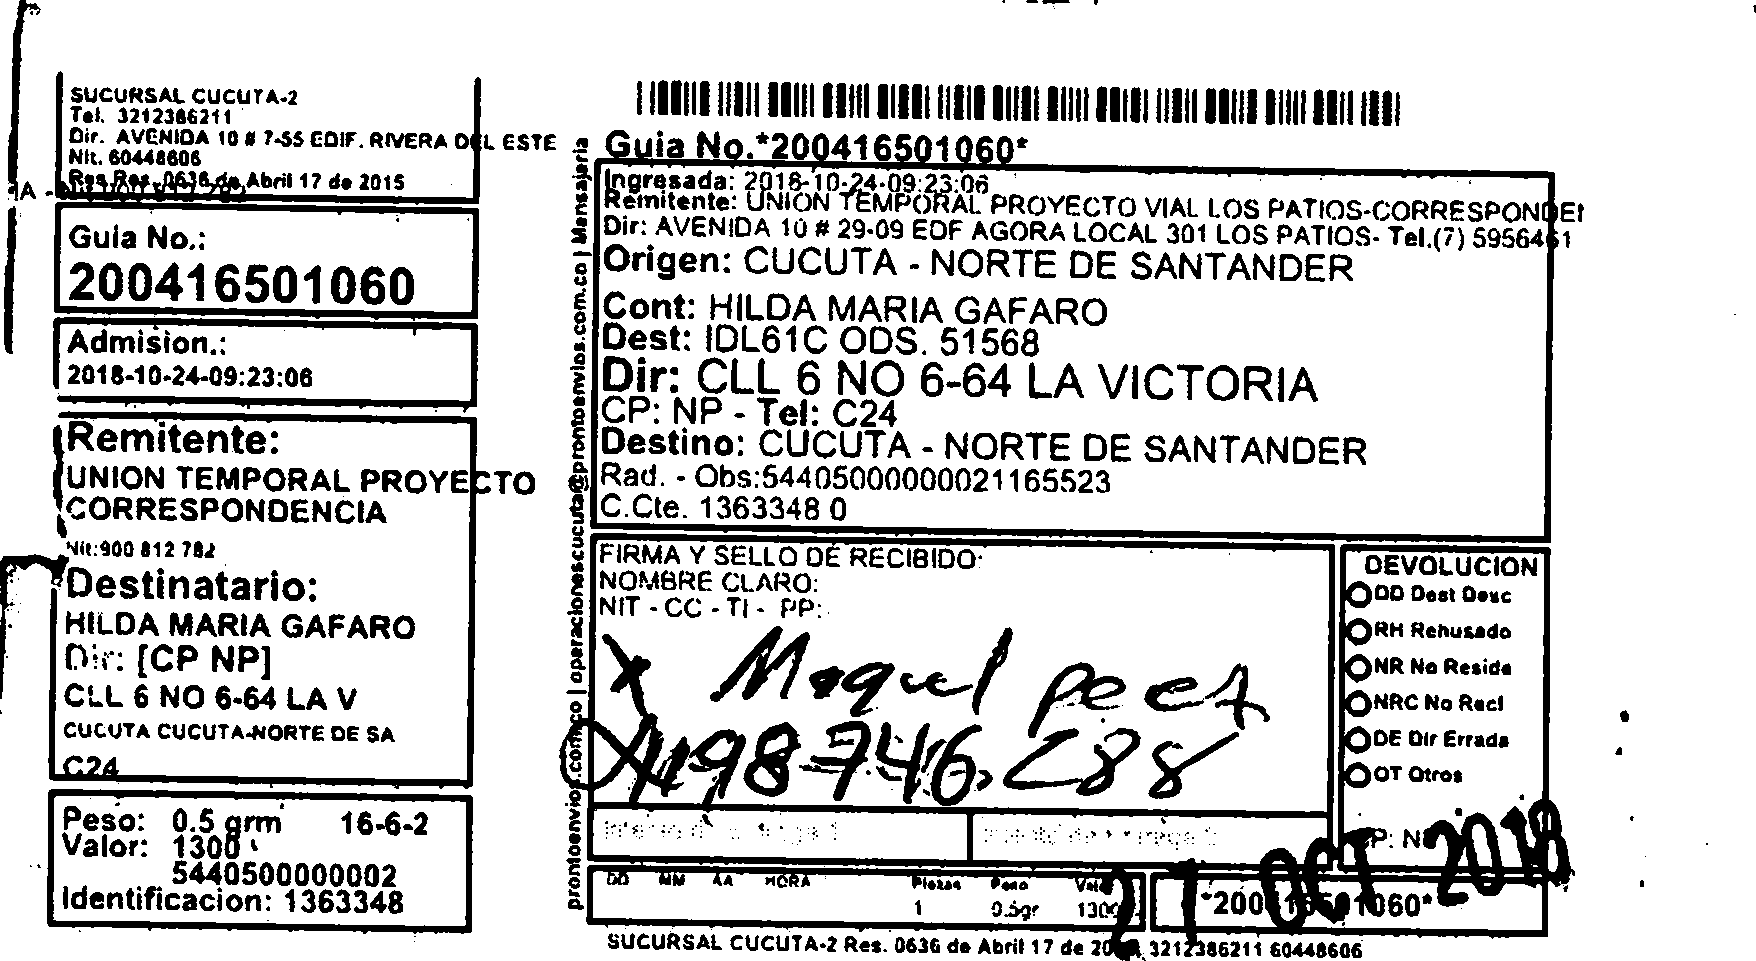 SUCURSAL CUCUTA-2
Tel. 3212386211
Dir. AVENIDA 10 # 7-55 EDIF. RIVERA DEL ESTE
Nit. 60448606
Res Res. 0636 de Abril 17 de 2015
Guia No.:
200416501060
Admision.:
2018-10-24-09:23:06
Remitente:
UNION TEMPORAL PROYECTO
CORRESPONDENCIA
Nit:900 812 782
Destinatario:
HILDA MARIA GAFARO
Dir: [CP NP]
CLL 6 NO 6-64 LA V
CUCUTA CUCUTA-NORTE DE SA
C24
Peso: 0.5 grm 16-6-2
Valor: 1300
5440500000002
Identificacion: 1363348
prontoenvios.com.co | operacionescucuta@prontoenvios.com.co | Mensajeria
Guia No.*200416501060*
Ingresada: 2018-10-24-09:23:06
Remitente: UNION TEMPORAL PROYECTO VIAL LOS PATIOS-CORRESPONDEN
Dir: AVENIDA 10 # 29-09 EDF AGORA LOCAL 301 LOS PATIOS- Tel.(7) 5956461
Origen: CUCUTA - NORTE DE SANTANDER
Cont: HILDA MARIA GAFARO
Dest: IDL61C ODS. 51568
Dir: CLL 6 NO 6-64 LA VICTORIA
CP: NP - Tel: C24
Destino: CUCUTA - NORTE DE SANTANDER
Rad. - Obs:54405000000021165523
C.Cte. 1363348 0
FIRMA Y SELLO DE RECIBIDO:
NOMBRE CLARO:
NIT - CC - TI - PP:
X
DEVOLUCION
DD Dest Desc
RH Rehusado
NR No Reside
NRC No Recl
DE Dir Errada
OT Otros
DD MM AA HORA Piezas Peso Valor
1 0.5gr 1300
OCT 2018
*200416501060*
SUCURSAL CUCUTA-2 Res. 0636 de Abril 17 de 3212386211 60448606